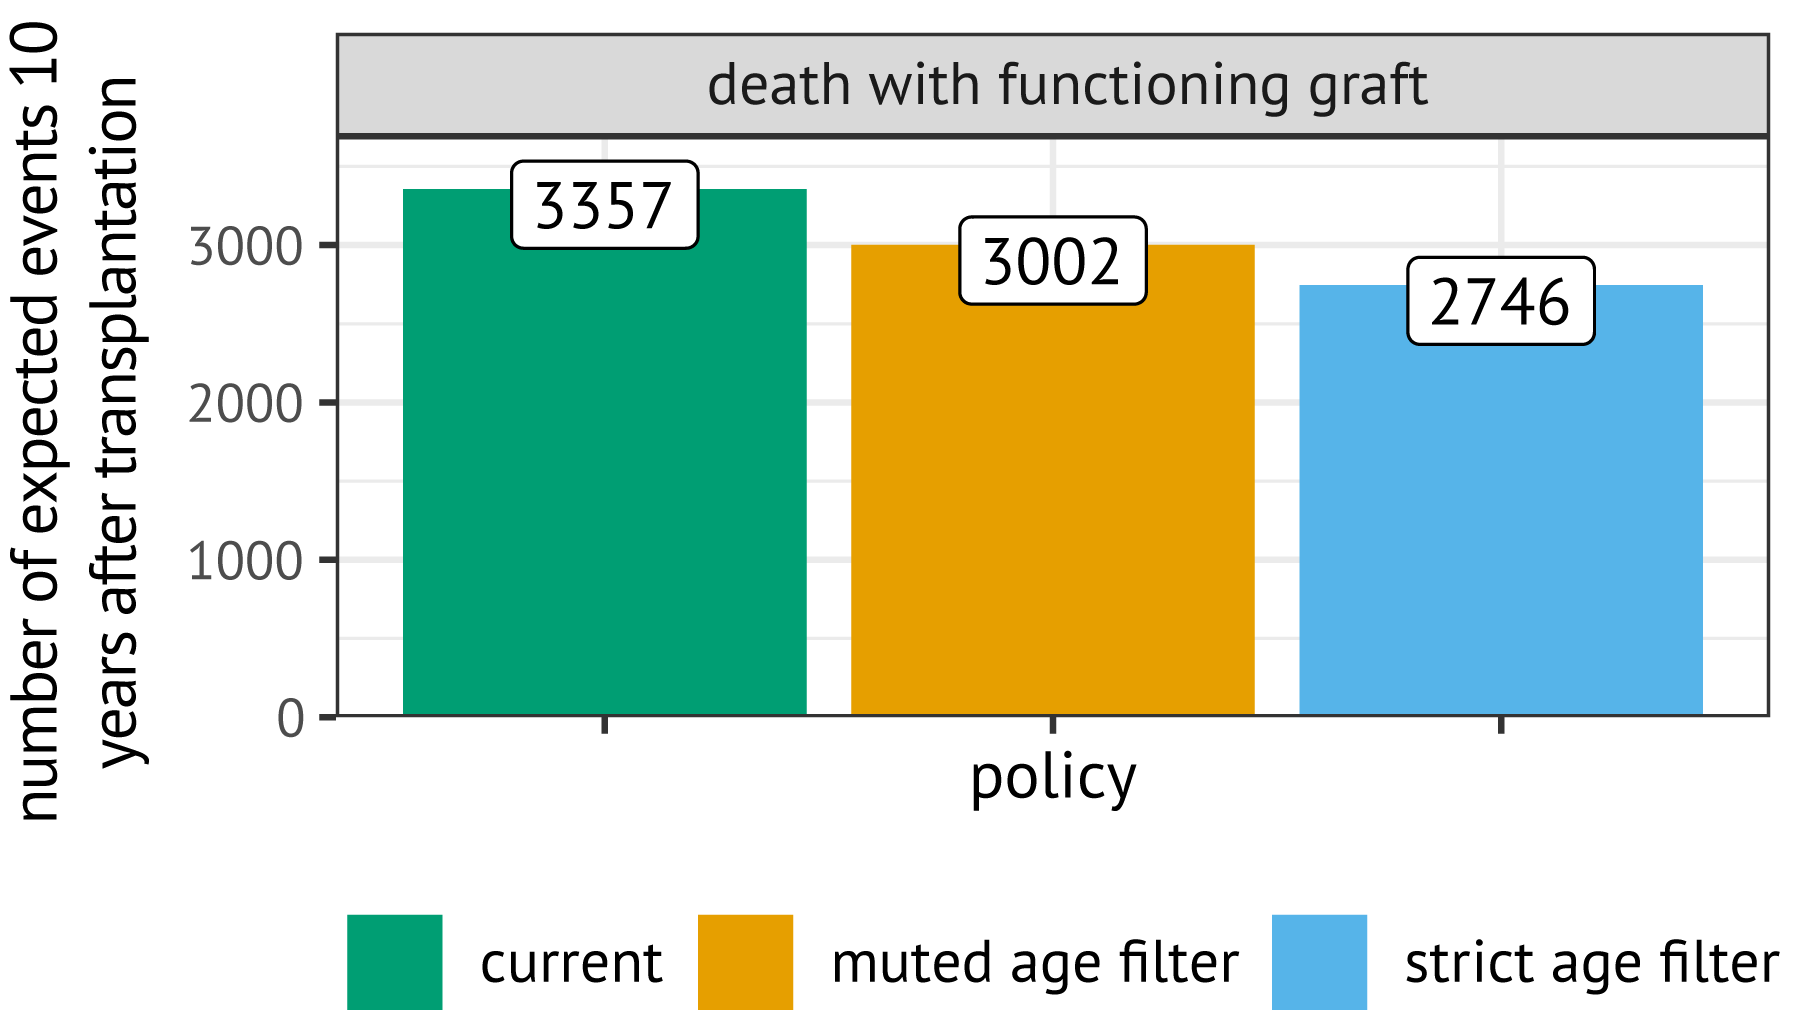 number of expected events 10
years after transplantation
death with functioning graft
3000
2000
1000
0
3357
3002
2746
policy
current
muted age filter
strict age filter